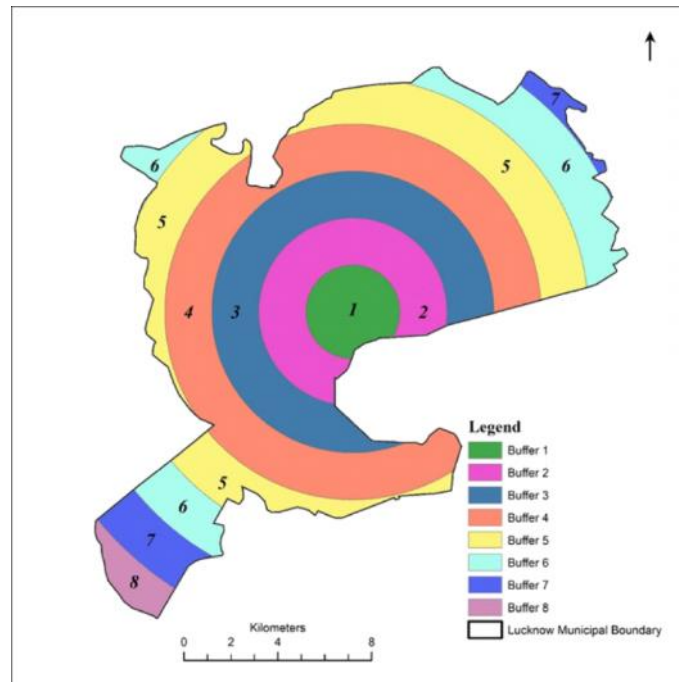 7
6
5
6
5
4
3
1
2
5
6
7
8
Legend
Buffer 1
Buffer 2
Buffer 3
Buffer 4
Buffer 5
Buffer 6
Buffer 7
Buffer 8
Lucknow Municipal Boundary
Kilometers
0 2 4 8